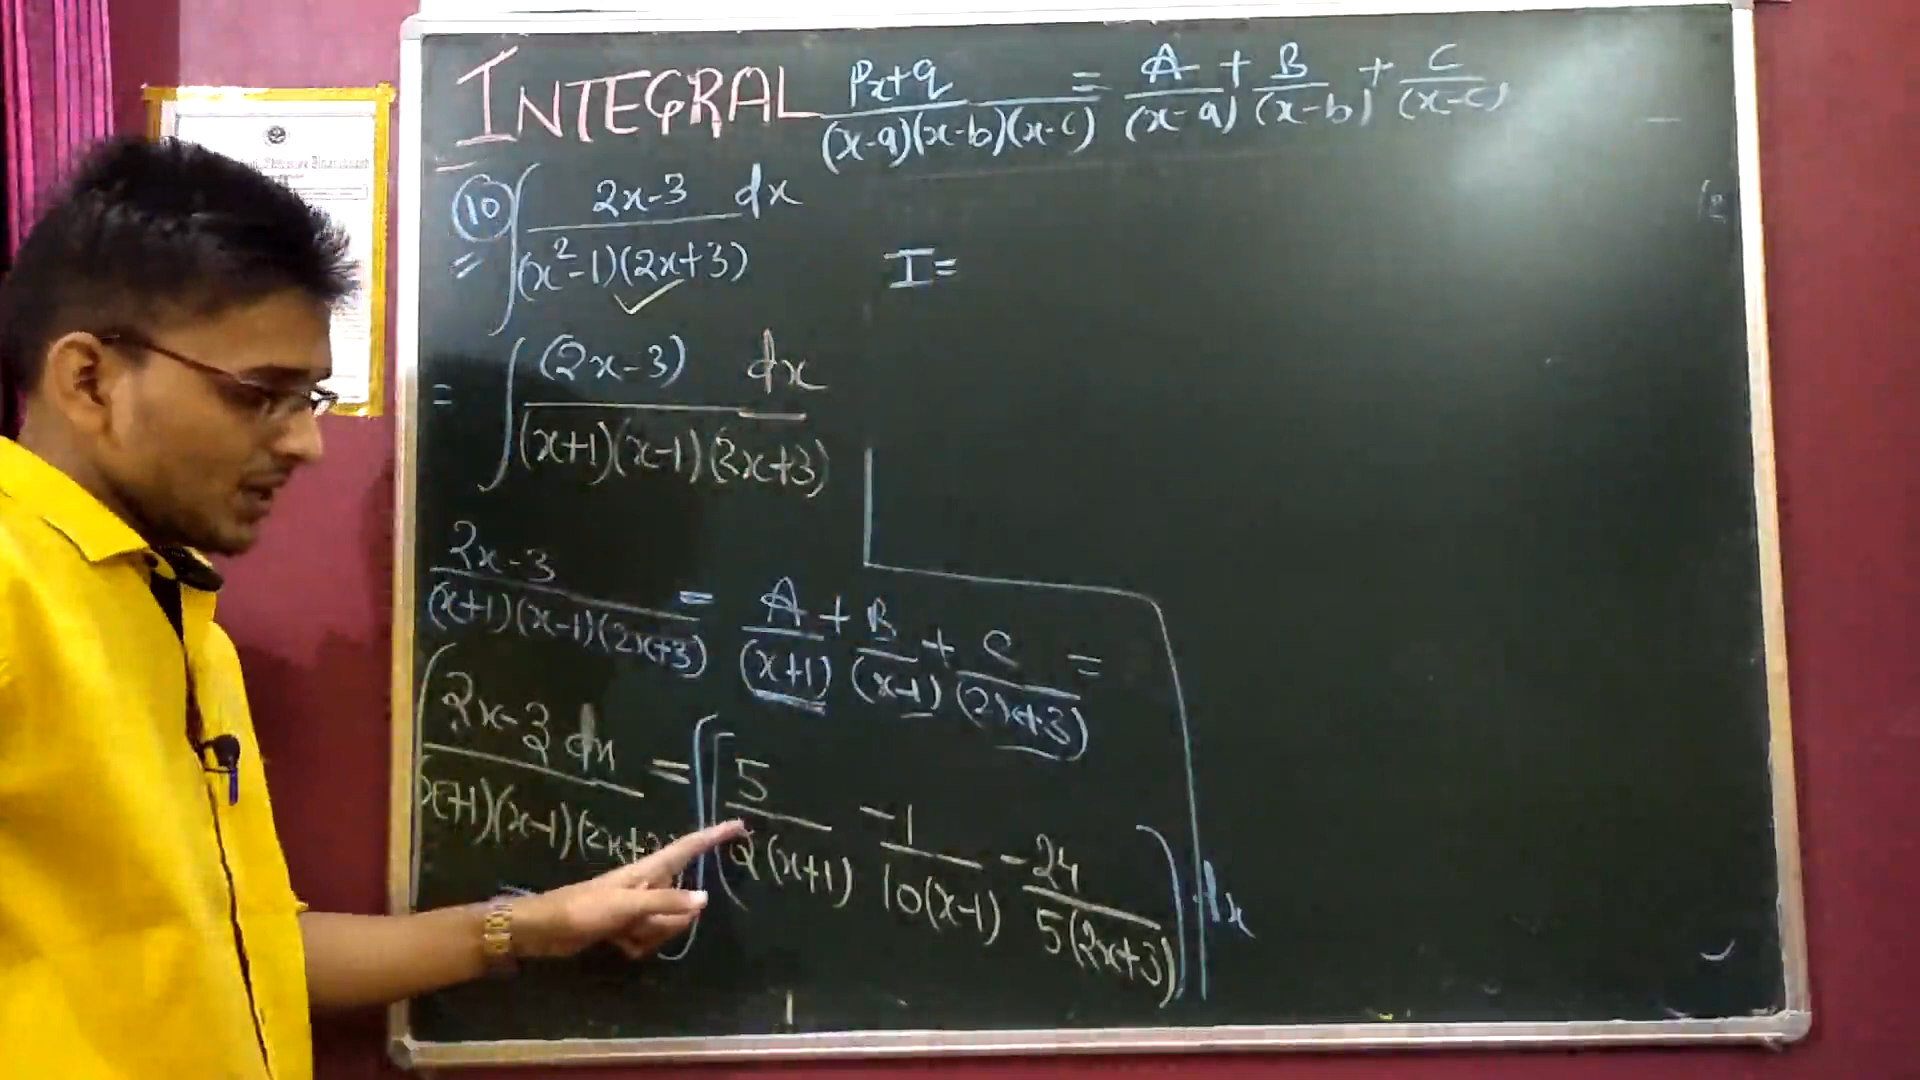 INTEGRAL Px+q/(x-a)(x-b)(x-c) = A/(x-a) + B/(x-b) + C/(x-c)
(10) ∫ 2x-3/(x²-1)(2x+3) dx
I=
= ∫ (2x-3)/(x+1)(x-1)(2x+3) dx
2x-3/(x+1)(x-1)(2x+3) = A/(x+1) + B/(x-1) + C/(2x+3) =
∫ 2x-3 dx/(x+1)(x-1)(2x+3) = ∫ [5/2(x+1) -1/10(x-1) -24/5(2x+3)] dx